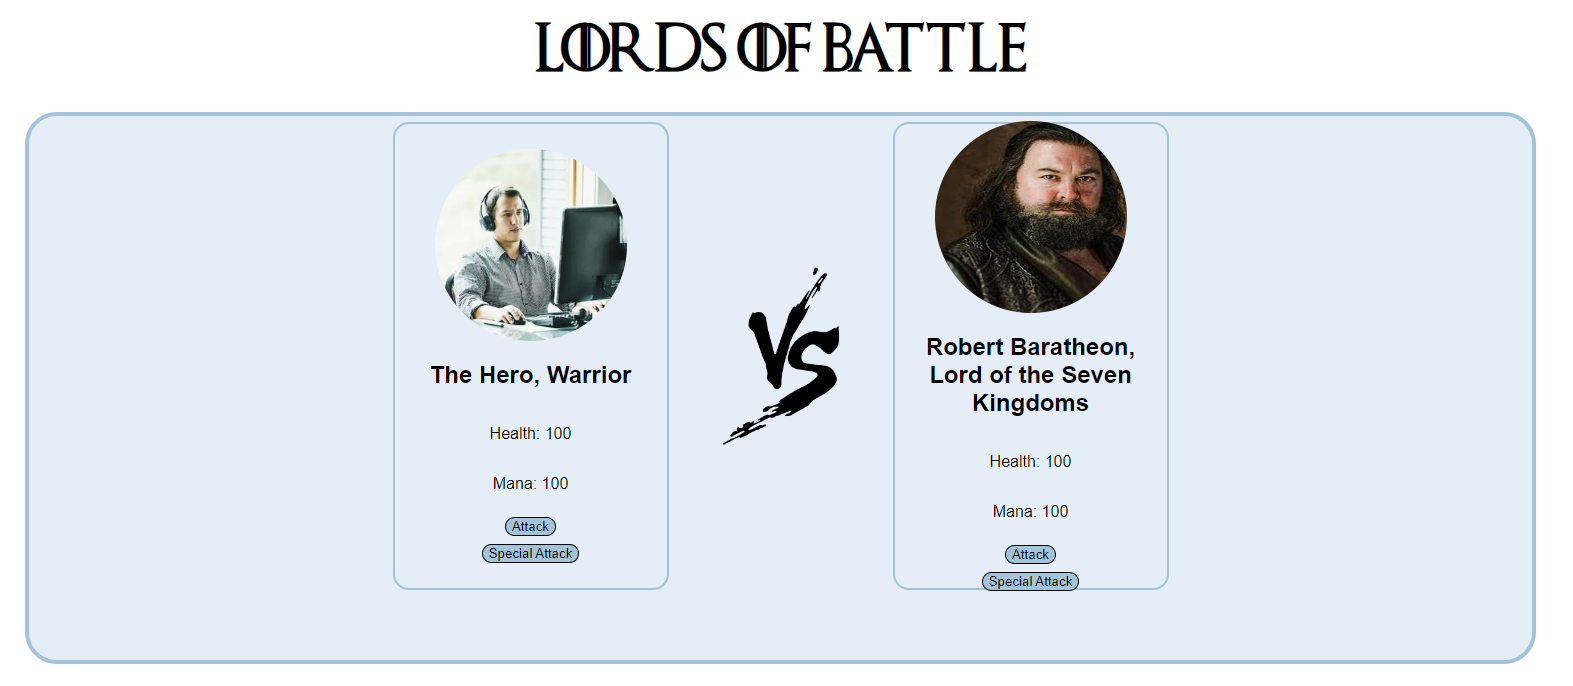 LORDS OF BATTLE
The Hero, Warrior
Health: 100
Mana: 100
Attack
Special Attack
VS
Robert Baratheon,
Lord of the Seven
Kingdoms
Health: 100
Mana: 100
Attack
Special Attack